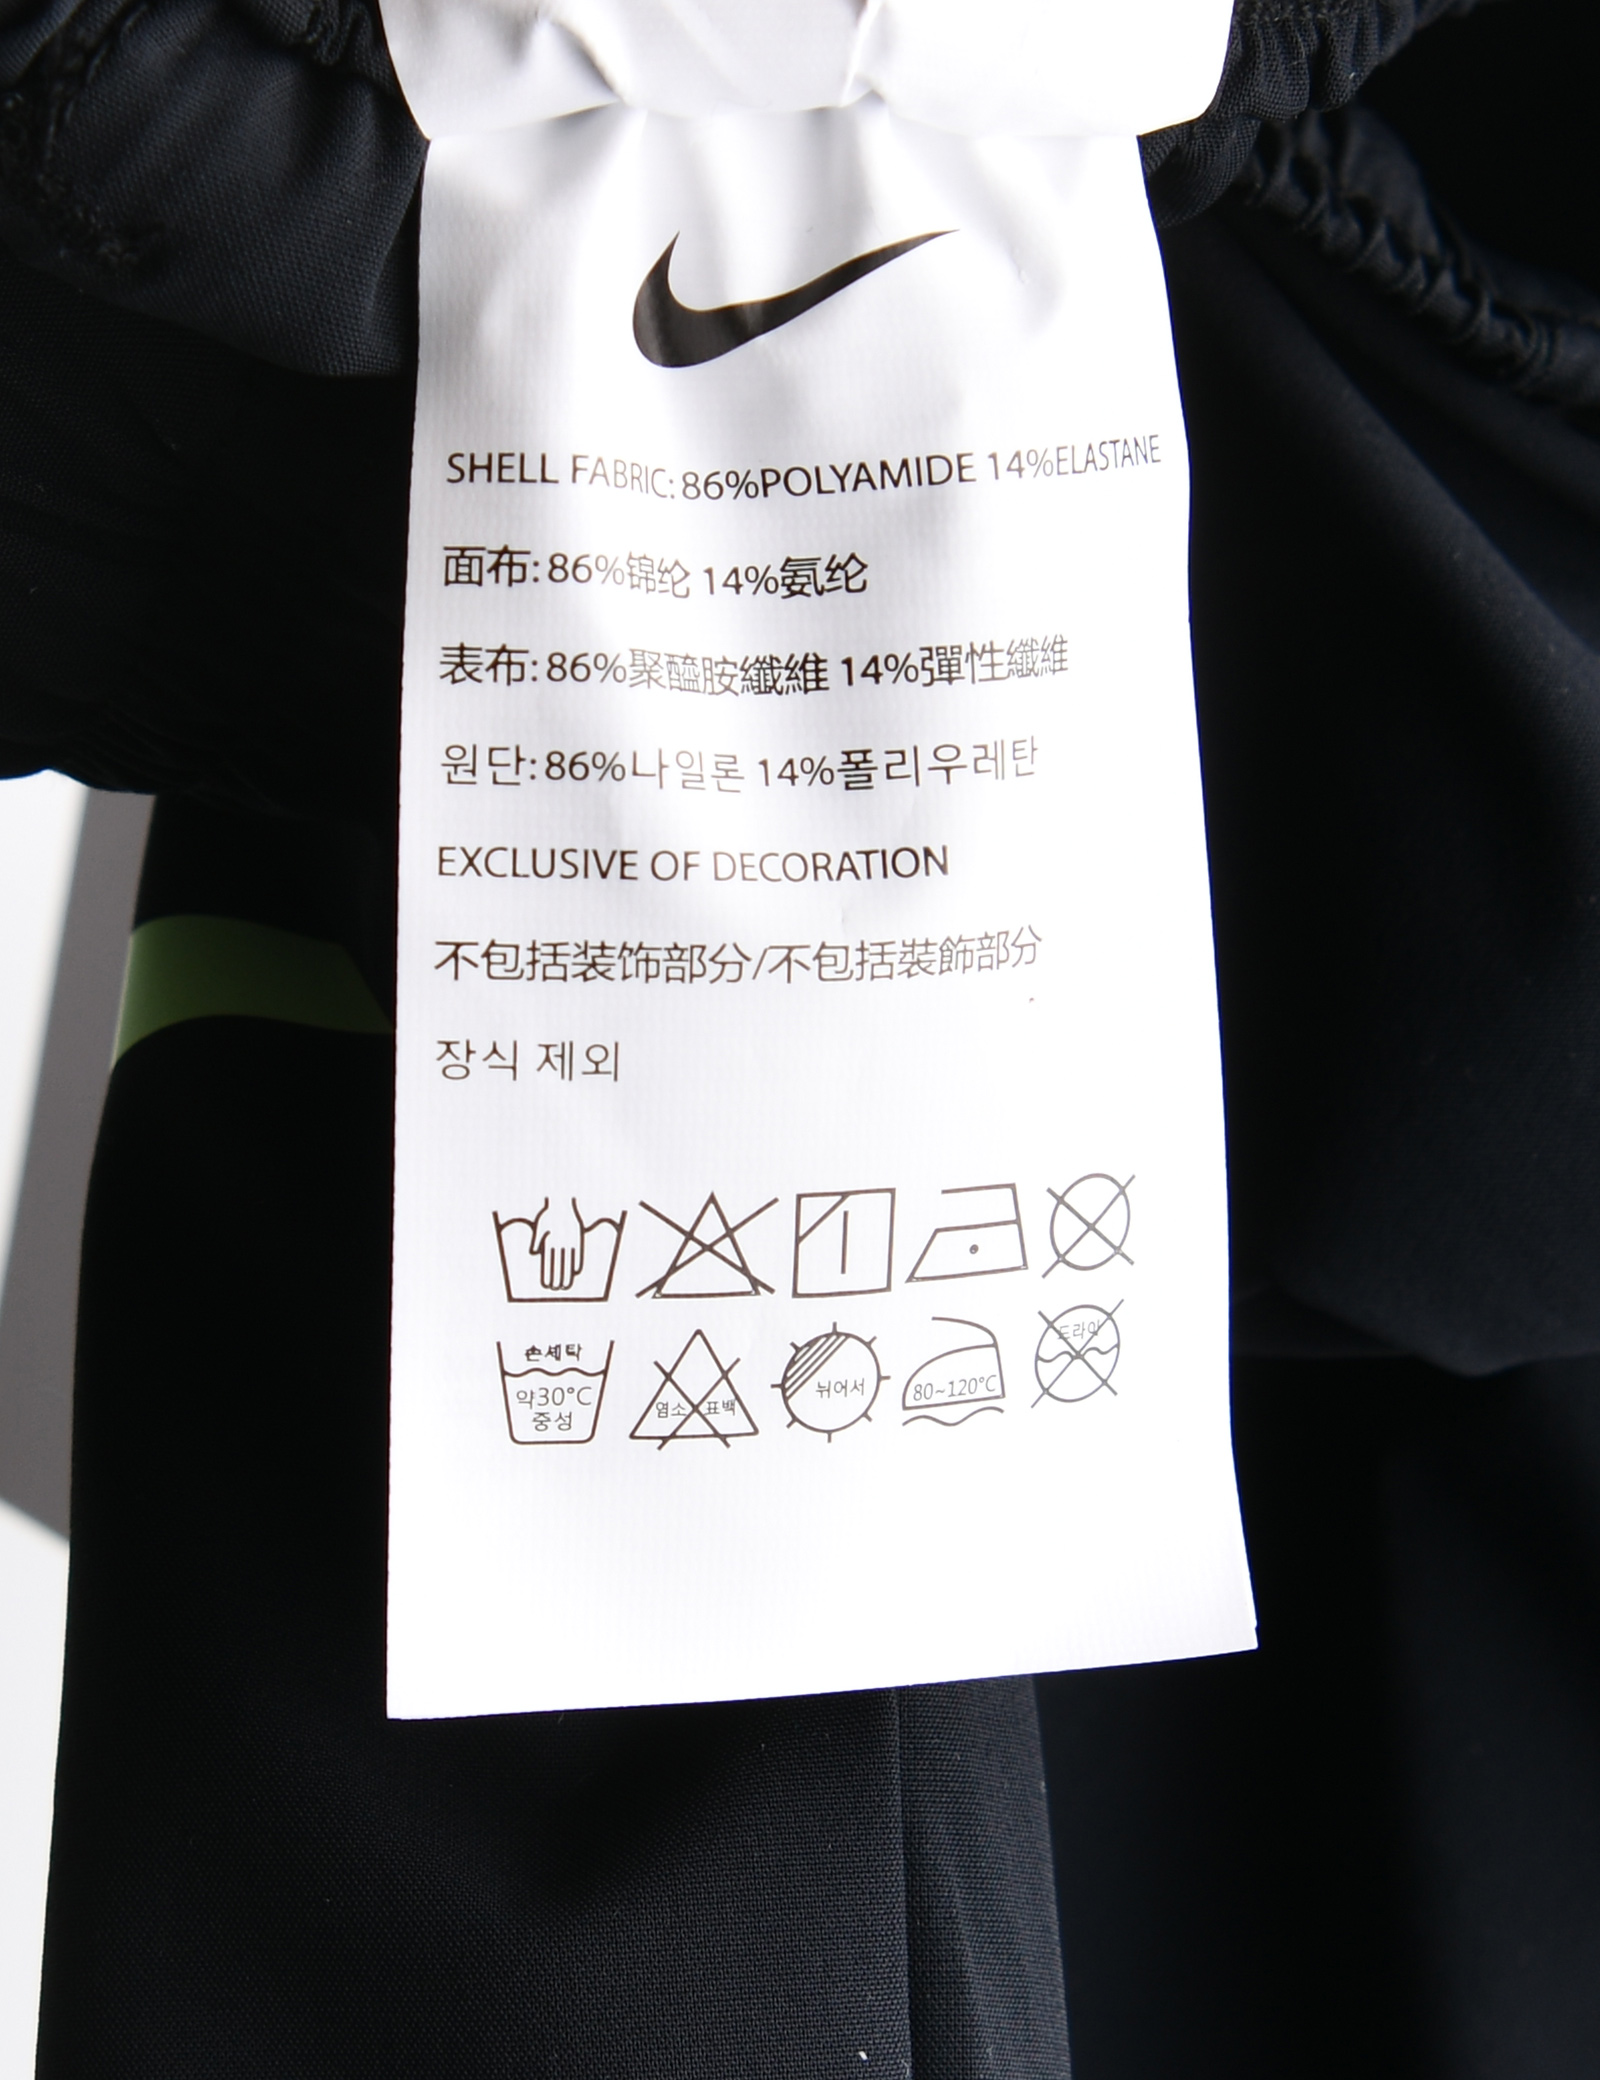 SHELL FABRIC: 86%POLYAMIDE 14%ELASTANE
面布: 86%锦纶 14%氨纶
表布: 86%聚醯胺纖維 14%彈性纖維
원단: 86%나일론 14%폴리우레탄
EXCLUSIVE OF DECORATION
不包括装饰部分/不包括裝飾部分
장식 제외
손세탁
약30°C
중성
염소 표백
뉘어서
80~120°C
드라이